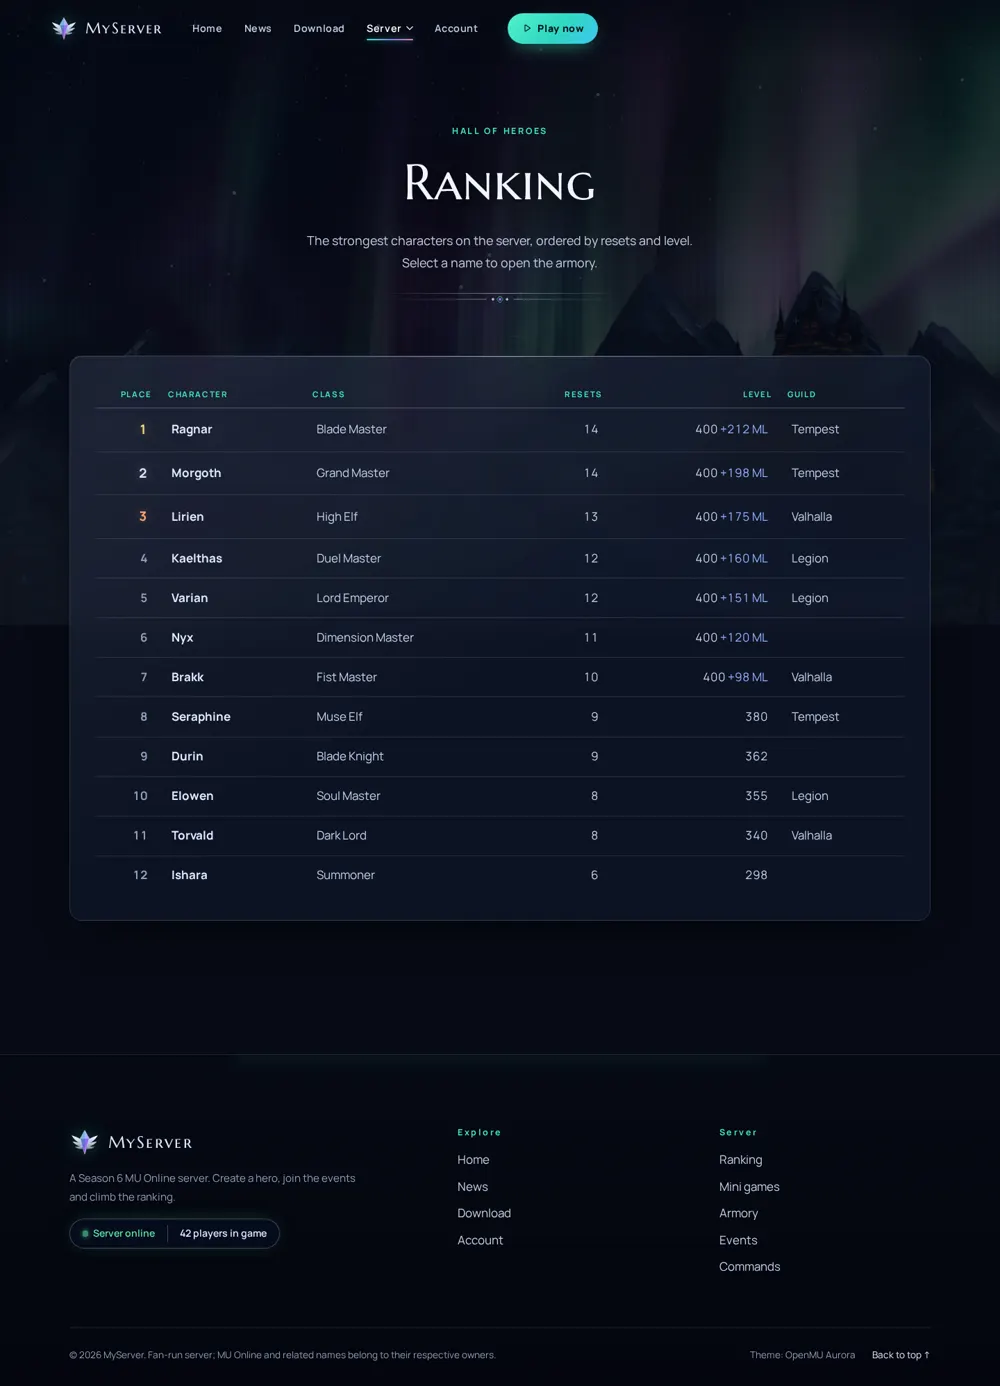 MyServer Home News Download Server Account Play now
HALL OF HEROES
Ranking
The strongest characters on the server, ordered by resets and level.
Select a name to open the armory.
PLACE CHARACTER CLASS RESETS LEVEL GUILD
1 Ragnar Blade Master 14 400 +212 ML Tempest
2 Morgoth Grand Master 14 400 +198 ML Tempest
3 Lirien High Elf 13 400 +175 ML Valhalla
4 Kaelthas Duel Master 12 400 +160 ML Legion
5 Varian Lord Emperor 12 400 +151 ML Legion
6 Nyx Dimension Master 11 400 +120 ML
7 Brakk Fist Master 10 400 +98 ML Valhalla
8 Seraphine Muse Elf 9 380 Tempest
9 Durin Blade Knight 9 362
10 Elowen Soul Master 8 355 Legion
11 Torvald Dark Lord 8 340 Valhalla
12 Ishara Summoner 6 298
MyServer
A Season 6 MU Online server. Create a hero, join the events
and climb the ranking.
Server online 42 players in game
Explore
Home
News
Download
Account
Server
Ranking
Mini games
Armory
Events
Commands
© 2026 MyServer. Fan-run server; MU Online and related names belong to their respective owners.
Theme: OpenMU Aurora Back to top ↑